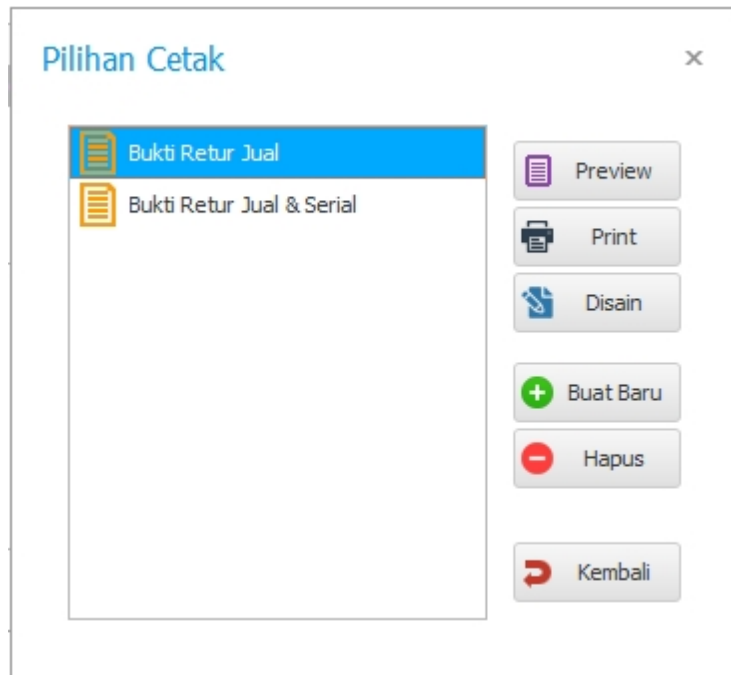 Pilihan Cetak
Bukti Retur Jual
Bukti Retur Jual & Serial
Preview
Print
Disain
Buat Baru
Hapus
Kembali